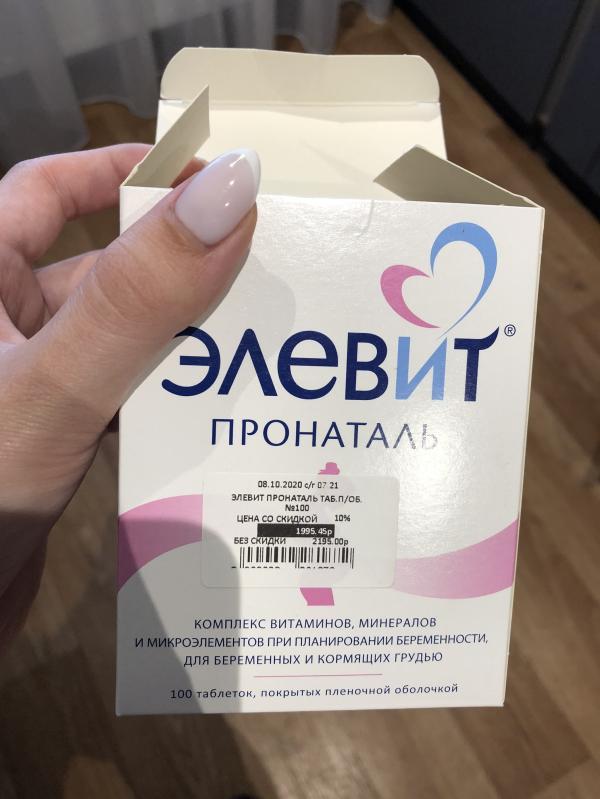 ЭЛЕВИТ®
ПРОНАТАЛЬ
08.10.2020 с/г 07 21
ЭЛЕВИТ ПРОНАТАЛЬ ТАБ.П/ОБ.
№100
ЦЕНА СО СКИДКОЙ 10%
1995.45р
БЕЗ СКИДКИ 2195.00р
КОМПЛЕКС ВИТАМИНОВ, МИНЕРАЛОВ
И МИКРОЭЛЕМЕНТОВ ПРИ ПЛАНИРОВАНИИ БЕРЕМЕННОСТИ,
ДЛЯ БЕРЕМЕННЫХ И КОРМЯЩИХ ГРУДЬЮ
100 таблеток, покрытых пленочной оболочкой